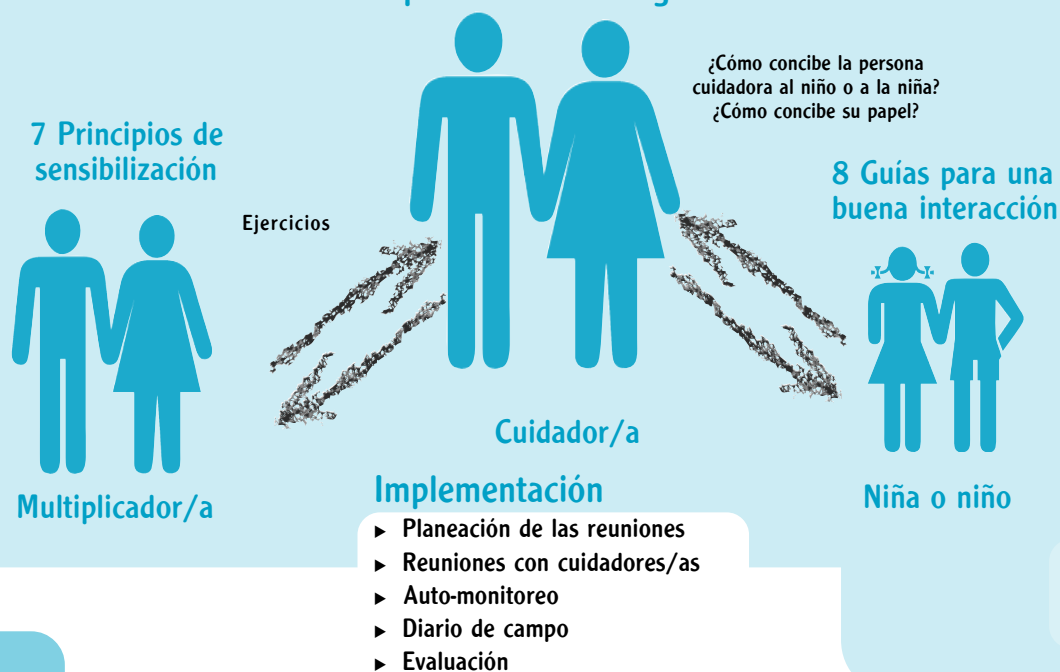 ¿Cómo concibe la persona
cuidadora al niño o a la niña?
¿Cómo concibe su papel?
7 Principios de
sensibilización
8 Guías para una
buena interacción
Ejercicios
Cuidador/a
Multiplicador/a
Niña o niño
Implementación
▶ Planeación de las reuniones
▶ Reuniones con cuidadores/as
▶ Auto-monitoreo
▶ Diario de campo
▶ Evaluación